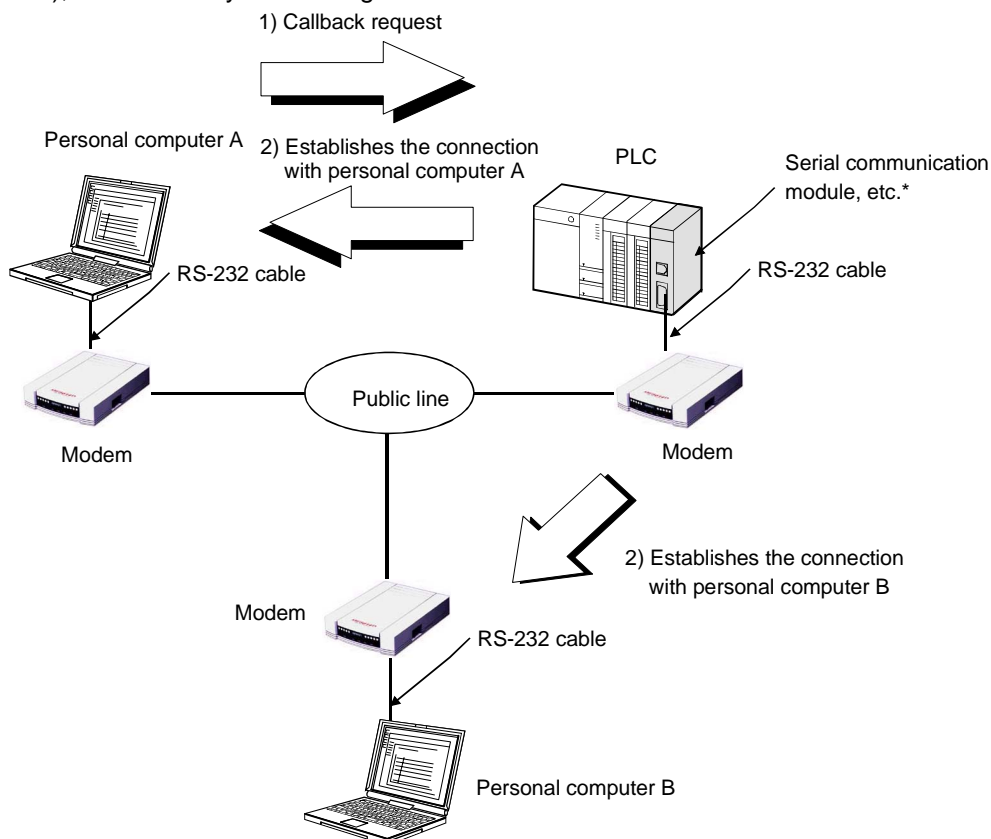 1) Callback request
Personal computer A
2) Establishes the connection
with personal computer A
PLC
Serial communication
module, etc.*
RS-232 cable
RS-232 cable
Public line
Modem
Modem
2) Establishes the connection
with personal computer B
Modem
RS-232 cable
Personal computer B